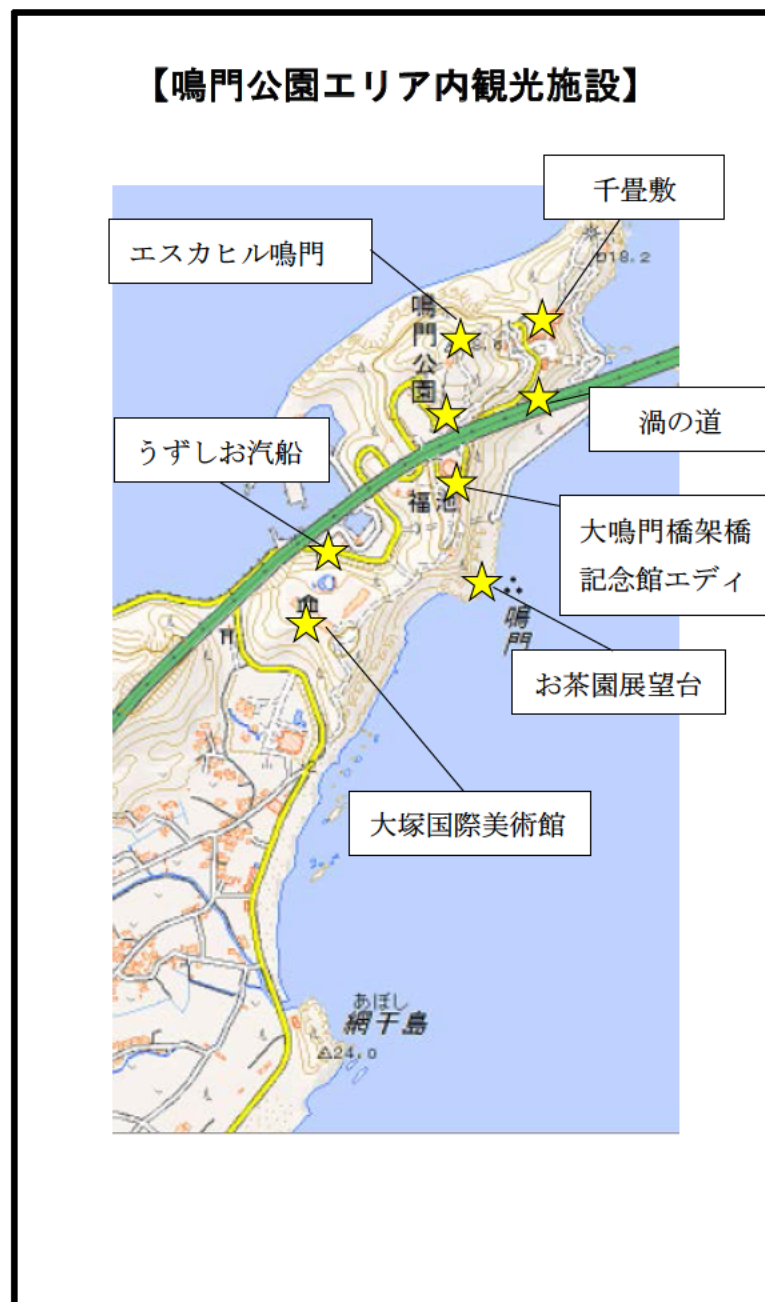 【鳴門公園エリア内観光施設】
千畳敷
エスカヒル鳴門
18.2
鳴門公園
渦の道
うずしお汽船
福池
大鳴門橋架橋
記念館エディ
鳴門
お茶園展望台
大塚国際美術館
あぼし
網干島
24.0